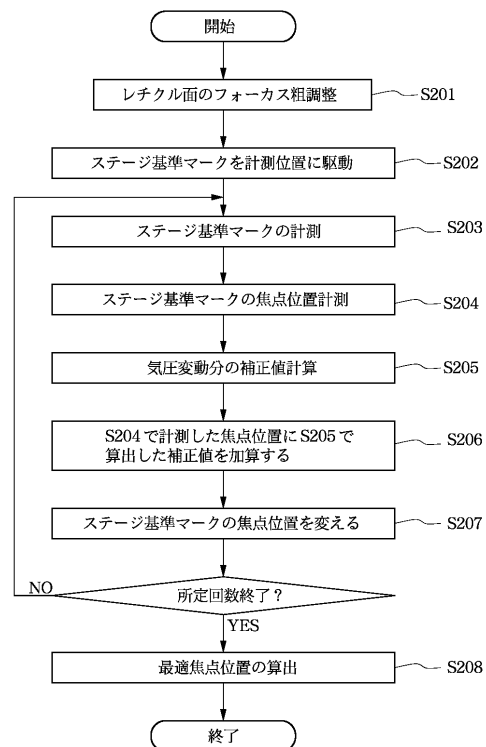 開始
レチクル面のフォーカス粗調整
S201
ステージ基準マークを計測位置に駆動
S202
ステージ基準マークの計測
S203
ステージ基準マークの焦点位置計測
S204
気圧変動分の補正値計算
S205
S204で計測した焦点位置にS205で
算出した補正値を加算する
S206
ステージ基準マークの焦点位置を変える
S207
所定回数終了?
NO
YES
最適焦点位置の算出
S208
終了